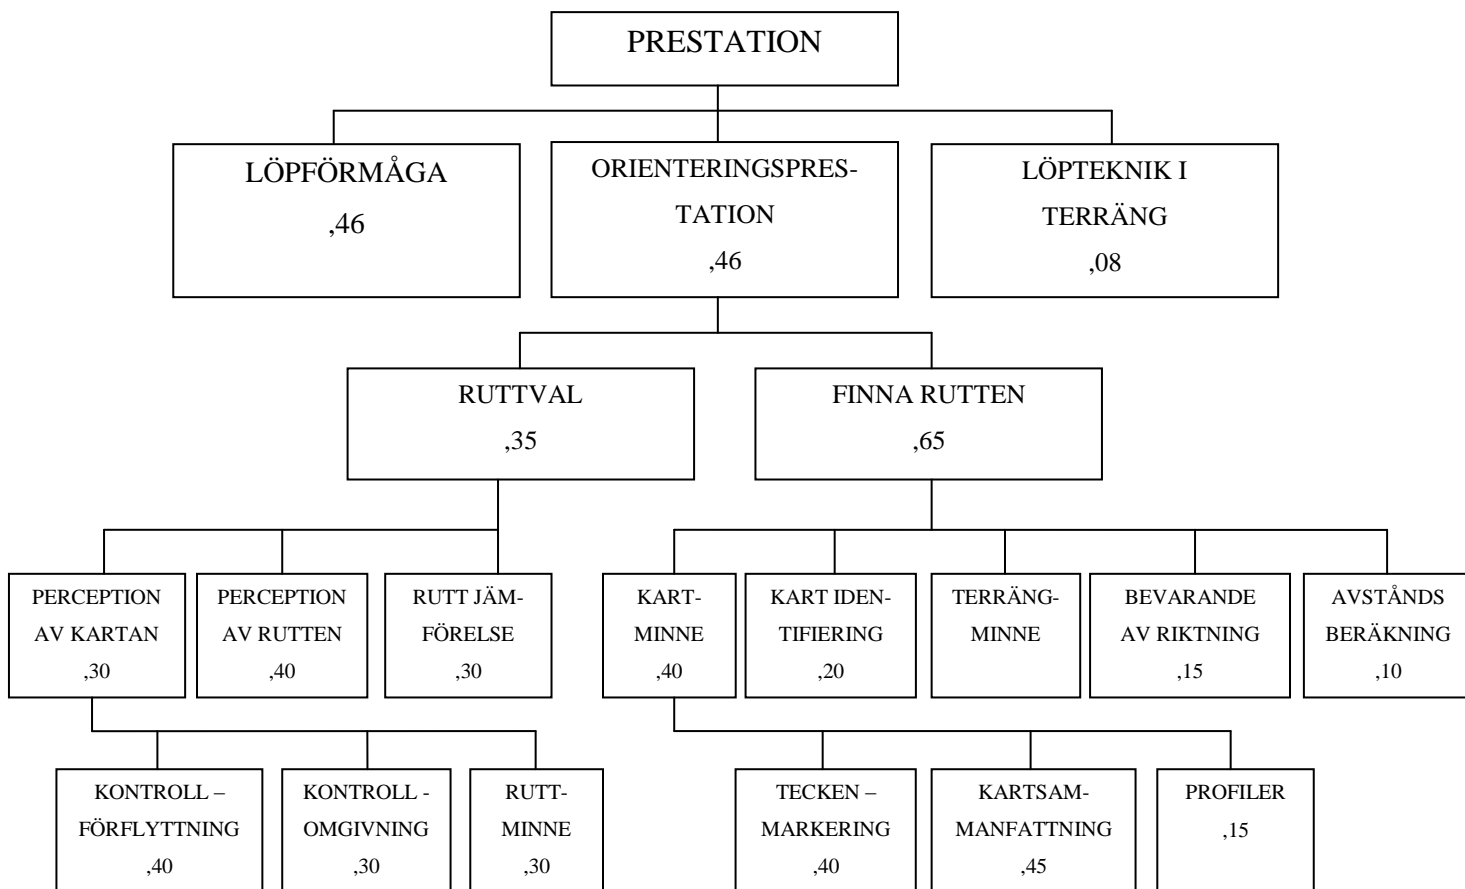 PRESTATION
LÖPFÖRMÅGA
,46
ORIENTERINGSPRES-
TATION
,46
LÖPTEKNIK I
TERRÄNG
,08
RUTTVAL
,35
FINNA RUTTEN
,65
PERCEPTION
AV KARTAN
,30
PERCEPTION
AV RUTTEN
,40
RUTT JÄM-
FÖRELSE
,30
KART-
MINNE
,40
KART IDEN-
TIFIERING
,20
TERRÄNG-
MINNE
BEVARANDE
AV RIKTNING
,15
AVSTÅNDS
BERÄKNING
,10
KONTROLL –
FÖRFLYTTNING
,40
KONTROLL -
OMGIVNING
,30
RUTT-
MINNE
,30
TECKEN –
MARKERING
,40
KARTSAM-
MANFATTNING
,45
PROFILER
,15